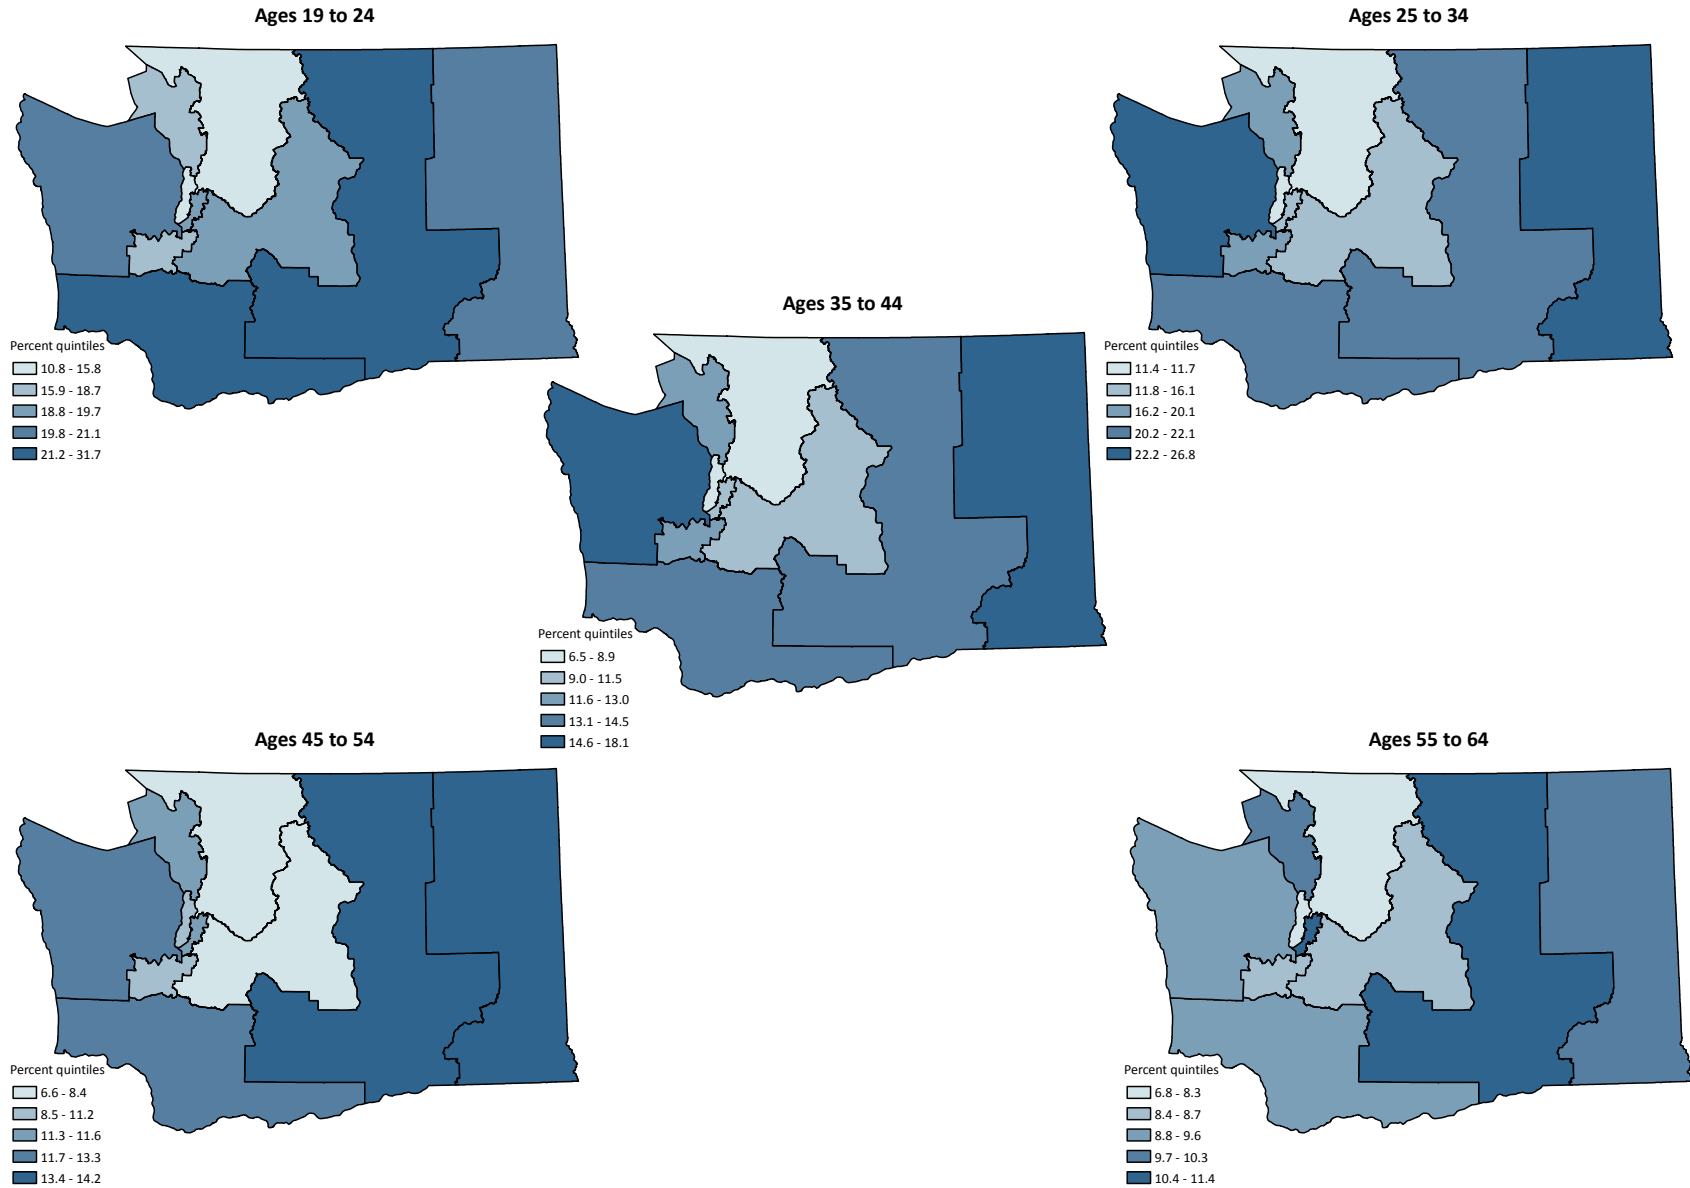 Ages 19 to 24
Percent quintiles
10.8 - 15.8
15.9 - 18.7
18.8 - 19.7
19.8 - 21.1
21.2 - 31.7
Ages 25 to 34
Percent quintiles
11.4 - 11.7
11.8 - 16.1
16.2 - 20.1
20.2 - 22.1
22.2 - 26.8
Ages 35 to 44
Percent quintiles
6.5 - 8.9
9.0 - 11.5
11.6 - 13.0
13.1 - 14.5
14.6 - 18.1
Ages 45 to 54
Percent quintiles
6.6 - 8.4
8.5 - 11.2
11.3 - 11.6
11.7 - 13.3
13.4 - 14.2
Ages 55 to 64
Percent quintiles
6.8 - 8.3
8.4 - 8.7
8.8 - 9.6
9.7 - 10.3
10.4 - 11.4